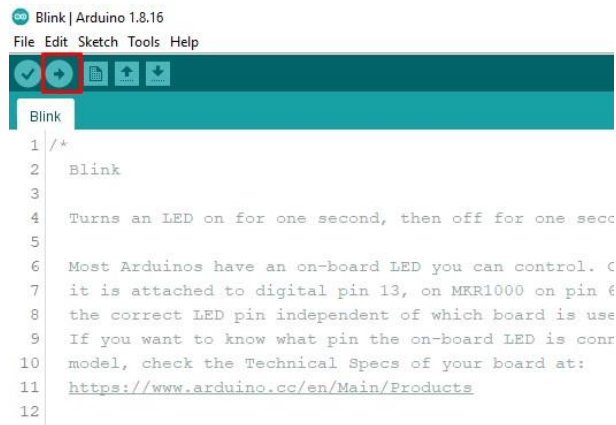 Blink | Arduino 1.8.16
File Edit Sketch Tools Help
Blink
1 /*
2 Blink
3
4 Turns an LED on for one second, then off for one
5
6 Most Arduinos have an on-board LED you can control.
7 it is attached to digital pin 13, on MKR1000 on pin
8 the correct LED pin independent of which board is
9 If you want to know what pin the on-board LED is
10 model, check the Technical Specs of your board at:
11 https://www.arduino.cc/en/Main/Products
12